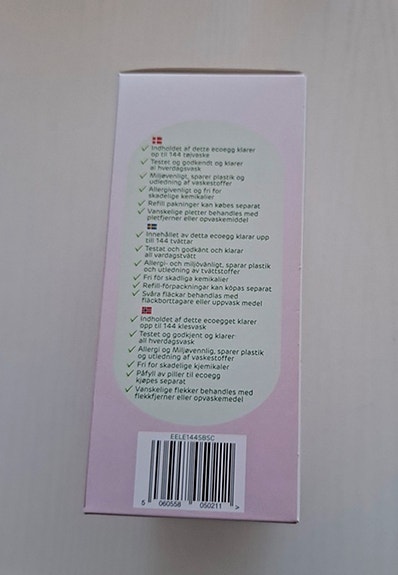 ✓ Indholdet af dette ecoegg klarer
op til 144 tøjvaske
✓ Testet og godkendt og klarer
al hverdagsvask
✓ Miljøvenligt, sparer plastik og
udledning af vaskestoffer
✓ Allergivenligt og fri for
skadelige kemikalier
✓ Refill pakninger kan købes separat
✓ Vanskelige pletter behandles med
pletfjerner eller opvaskemiddel
✓ Innehållet av detta ecoegg klarar upp
till 144 tvättar
✓ Testat och godkänt och klarar
all vardagstvätt
✓ Allergi- och miljövänligt, sparar plastik
och utledning av tvättstoffer
✓ Fri för skadliga kemikalier
✓ Refill-förpackningar kan köpas separat
✓ Svåra fläckar behandlas med
fläckborttagare eller uppvask medel
✓ Indholdet af dette ecoegget klarer
opp til 144 klesvask
✓ Testet og godkjent og klarer
all hverdagsvask
✓ Allergi og Miljøvennlig, sparer plastik
og utledning av vaskestoffer
✓ Fri for skadelige kjemikaler
✓ Påfyll av piller til ecoegg
kjøpes separat
✓ Vanskelige flekker behandles med
flekkfjerner eller opvaskemedel
EELE144SBSC
5 060558 050211 >